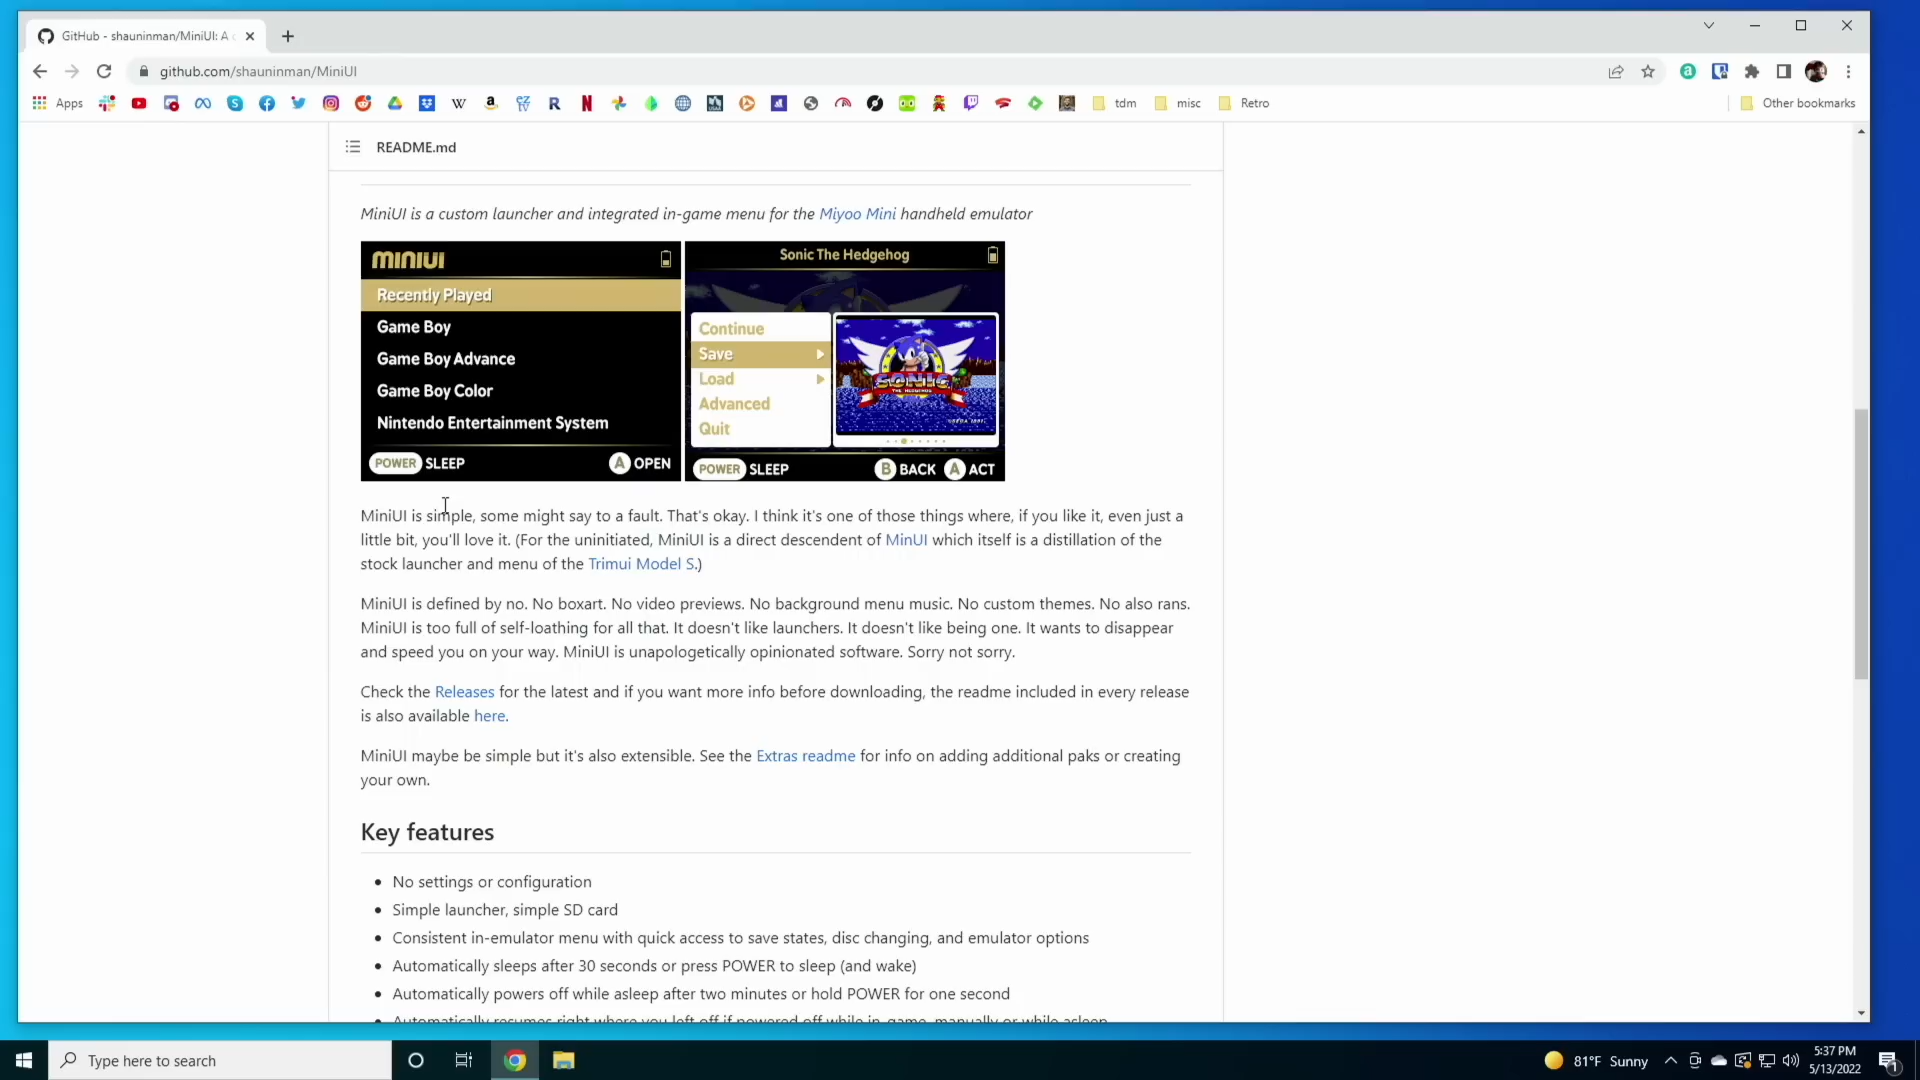 GitHub - shauninman/MiniUI: A c
github.com/shauninman/MiniUI
Apps
tdm
misc
Retro
Other bookmarks
README.md
MiniUI is a custom launcher and integrated in-game menu for the Miyoo Mini handheld emulator
MINIUI
Recently Played
Game Boy
Game Boy Advance
Game Boy Color
Nintendo Entertainment System
POWER SLEEP
A OPEN
Sonic The Hedgehog
Continue
Save
Load
Advanced
Quit
SONIC
THE HEDGEHOG
©SEGA 1991.
POWER SLEEP
B BACK A ACT
MiniUI is simple, some might say to a fault. That's okay. I think it's one of those things where, if you like it, even just a
little bit, you'll love it. (For the uninitiated, MiniUI is a direct descendent of MinUI which itself is a distillation of the
stock launcher and menu of the Trimui Model S.)
MiniUI is defined by no. No boxart. No video previews. No background menu music. No custom themes. No also rans.
MiniUI is too full of self-loathing for all that. It doesn't like launchers. It doesn't like being one. It wants to disappear
and speed you on your way. MiniUI is unapologetically opinionated software. Sorry not sorry.
Check the Releases for the latest and if you want more info before downloading, the readme included in every release
is also available here.
MiniUI maybe be simple but it's also extensible. See the Extras readme for info on adding additional paks or creating
your own.
Key features
• No settings or configuration
• Simple launcher, simple SD card
• Consistent in-emulator menu with quick access to save states, disc changing, and emulator options
• Automatically sleeps after 30 seconds or press POWER to sleep (and wake)
• Automatically powers off while asleep after two minutes or hold POWER for one second
• Automatically resumes right where you left off if powered off while in-game, manually or while asleep
Type here to search
81°F Sunny
5:37 PM
5/13/2022
1